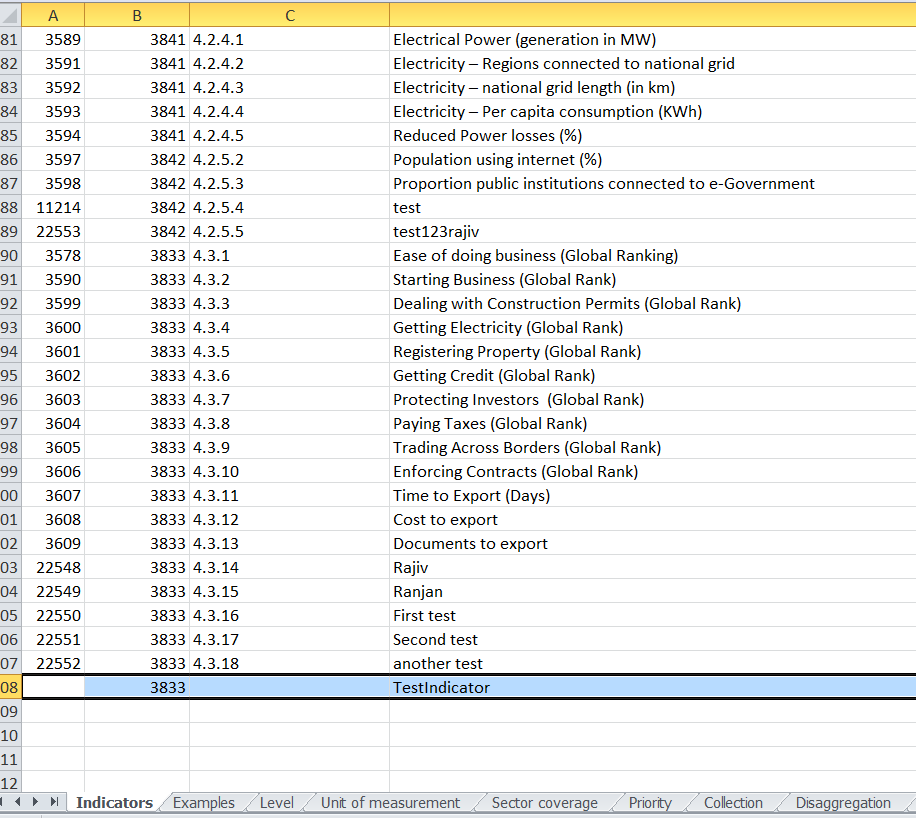 A B C
81 3589 3841 4.2.4.1 Electrical Power (generation in MW)
82 3591 3841 4.2.4.2 Electricity – Regions connected to national grid
83 3592 3841 4.2.4.3 Electricity – national grid length (in km)
84 3593 3841 4.2.4.4 Electricity – Per capita consumption (KWh)
85 3594 3841 4.2.4.5 Reduced Power losses (%)
86 3597 3842 4.2.5.2 Population using internet (%)
87 3598 3842 4.2.5.3 Proportion public institutions connected to e-Government
88 11214 3842 4.2.5.4 test
89 22553 3842 4.2.5.5 test123rajiv
90 3578 3833 4.3.1 Ease of doing business (Global Ranking)
91 3590 3833 4.3.2 Starting Business (Global Rank)
92 3599 3833 4.3.3 Dealing with Construction Permits (Global Rank)
93 3600 3833 4.3.4 Getting Electricity (Global Rank)
94 3601 3833 4.3.5 Registering Property (Global Rank)
95 3602 3833 4.3.6 Getting Credit (Global Rank)
96 3603 3833 4.3.7 Protecting Investors  (Global Rank)
97 3604 3833 4.3.8 Paying Taxes (Global Rank)
98 3605 3833 4.3.9 Trading Across Borders (Global Rank)
99 3606 3833 4.3.10 Enforcing Contracts (Global Rank)
00 3607 3833 4.3.11 Time to Export (Days)
01 3608 3833 4.3.12 Cost to export
02 3609 3833 4.3.13 Documents to export
03 22548 3833 4.3.14 Rajiv
04 22549 3833 4.3.15 Ranjan
05 22550 3833 4.3.16 First test
06 22551 3833 4.3.17 Second test
07 22552 3833 4.3.18 another test
08 3833 TestIndicator
09
10
11
12
Indicators Examples Level Unit of measurement Sector coverage Priority Collection Disaggregation